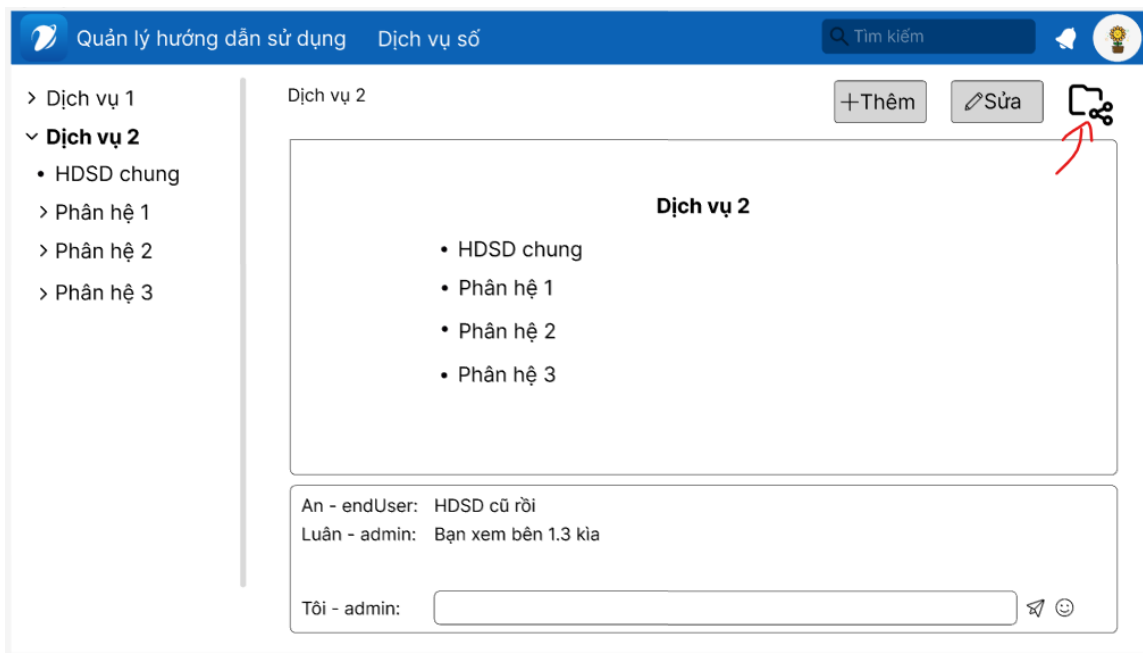 Quản lý hướng dẫn sử dụng Dịch vụ số Tìm kiếm
Dịch vụ 1
Dịch vụ 2
HDSD chung
Phân hệ 1
Phân hệ 2
Phân hệ 3
Dịch vụ 2 +Thêm Sửa
Dịch vụ 2
• HDSD chung
• Phân hệ 1
• Phân hệ 2
• Phân hệ 3
An - endUser: HDSD cũ rồi
Luân - admin: Bạn xem bên 1.3 kìa
Tôi - admin: